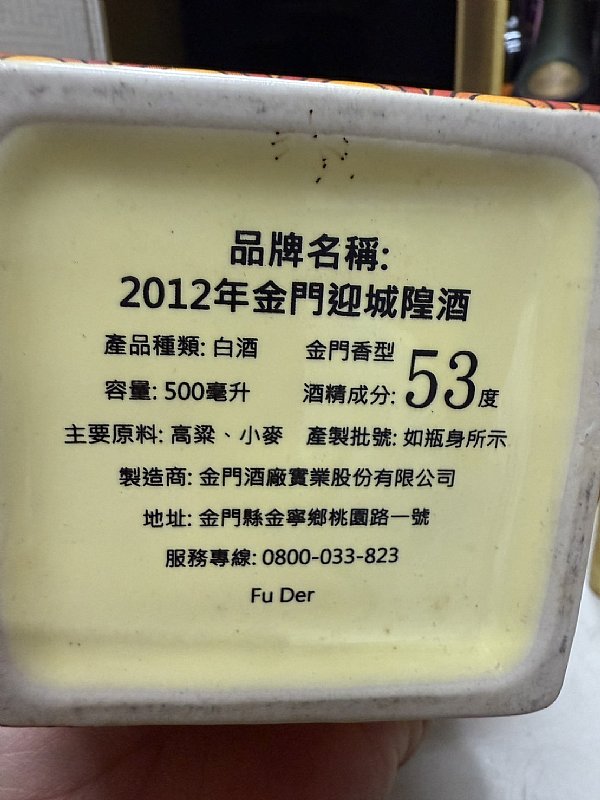 品牌名稱:
2012年金門迎城隍酒
產品種類: 白酒 金門香型
容量: 500毫升 酒精成分: 53度
主要原料: 高粱、小麥 產製批號: 如瓶身所示
製造商: 金門酒廠實業股份有限公司
地址: 金門縣金寧鄉桃園路一號
服務專線: 0800-033-823
Fu Der